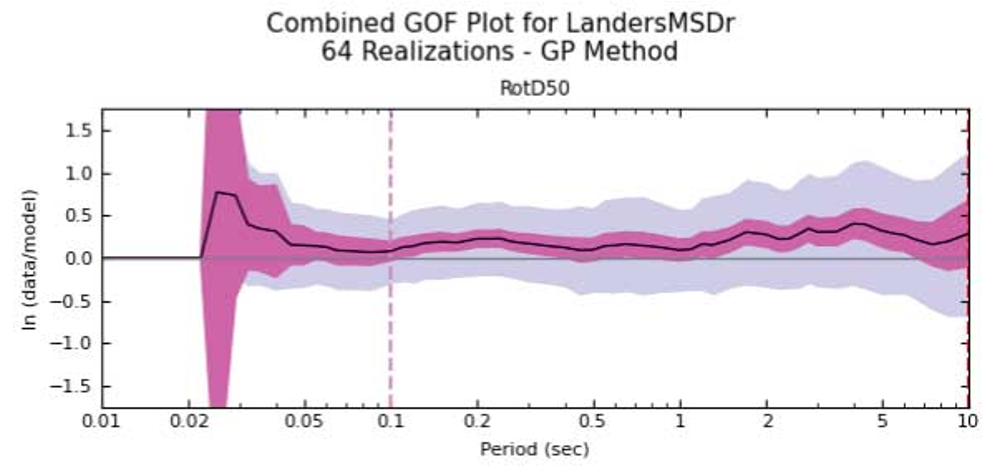 Combined GOF Plot for LandersMSDr
64 Realizations - GP Method
RotD50
1.5
1.0
0.5
0.0
−0.5
−1.0
−1.5
ln (data/model)
0.01 0.02 0.05 0.1 0.2 0.5 1 2 5 10
Period (sec)